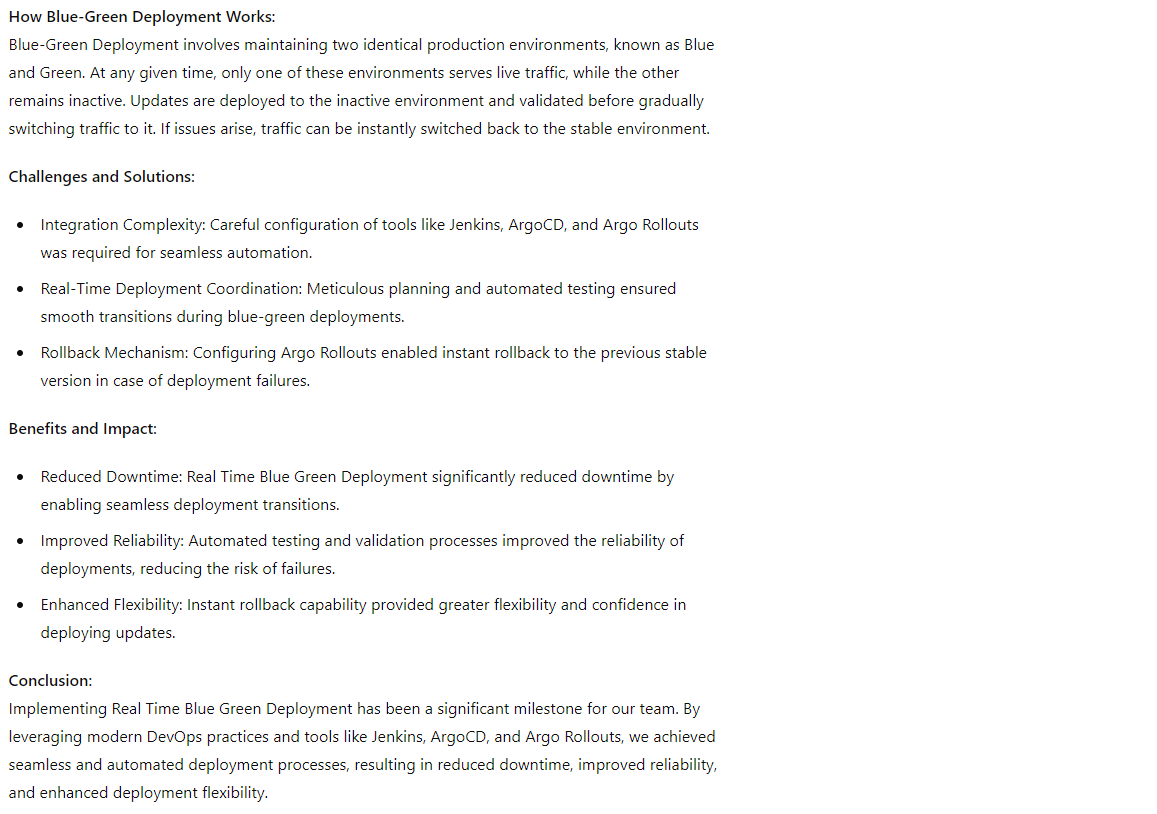 How Blue-Green Deployment Works:
Blue-Green Deployment involves maintaining two identical production environments, known as Blue
and Green. At any given time, only one of these environments serves live traffic, while the other
remains inactive. Updates are deployed to the inactive environment and validated before gradually
switching traffic to it. If issues arise, traffic can be instantly switched back to the stable environment.
Challenges and Solutions:
• Integration Complexity: Careful configuration of tools like Jenkins, ArgoCD, and Argo Rollouts
was required for seamless automation.
• Real-Time Deployment Coordination: Meticulous planning and automated testing ensured
smooth transitions during blue-green deployments.
• Rollback Mechanism: Configuring Argo Rollouts enabled instant rollback to the previous stable
version in case of deployment failures.
Benefits and Impact:
• Reduced Downtime: Real Time Blue Green Deployment significantly reduced downtime by
enabling seamless deployment transitions.
• Improved Reliability: Automated testing and validation processes improved the reliability of
deployments, reducing the risk of failures.
• Enhanced Flexibility: Instant rollback capability provided greater flexibility and confidence in
deploying updates.
Conclusion:
Implementing Real Time Blue Green Deployment has been a significant milestone for our team. By
leveraging modern DevOps practices and tools like Jenkins, ArgoCD, and Argo Rollouts, we achieved
seamless and automated deployment processes, resulting in reduced downtime, improved reliability,
and enhanced deployment flexibility.